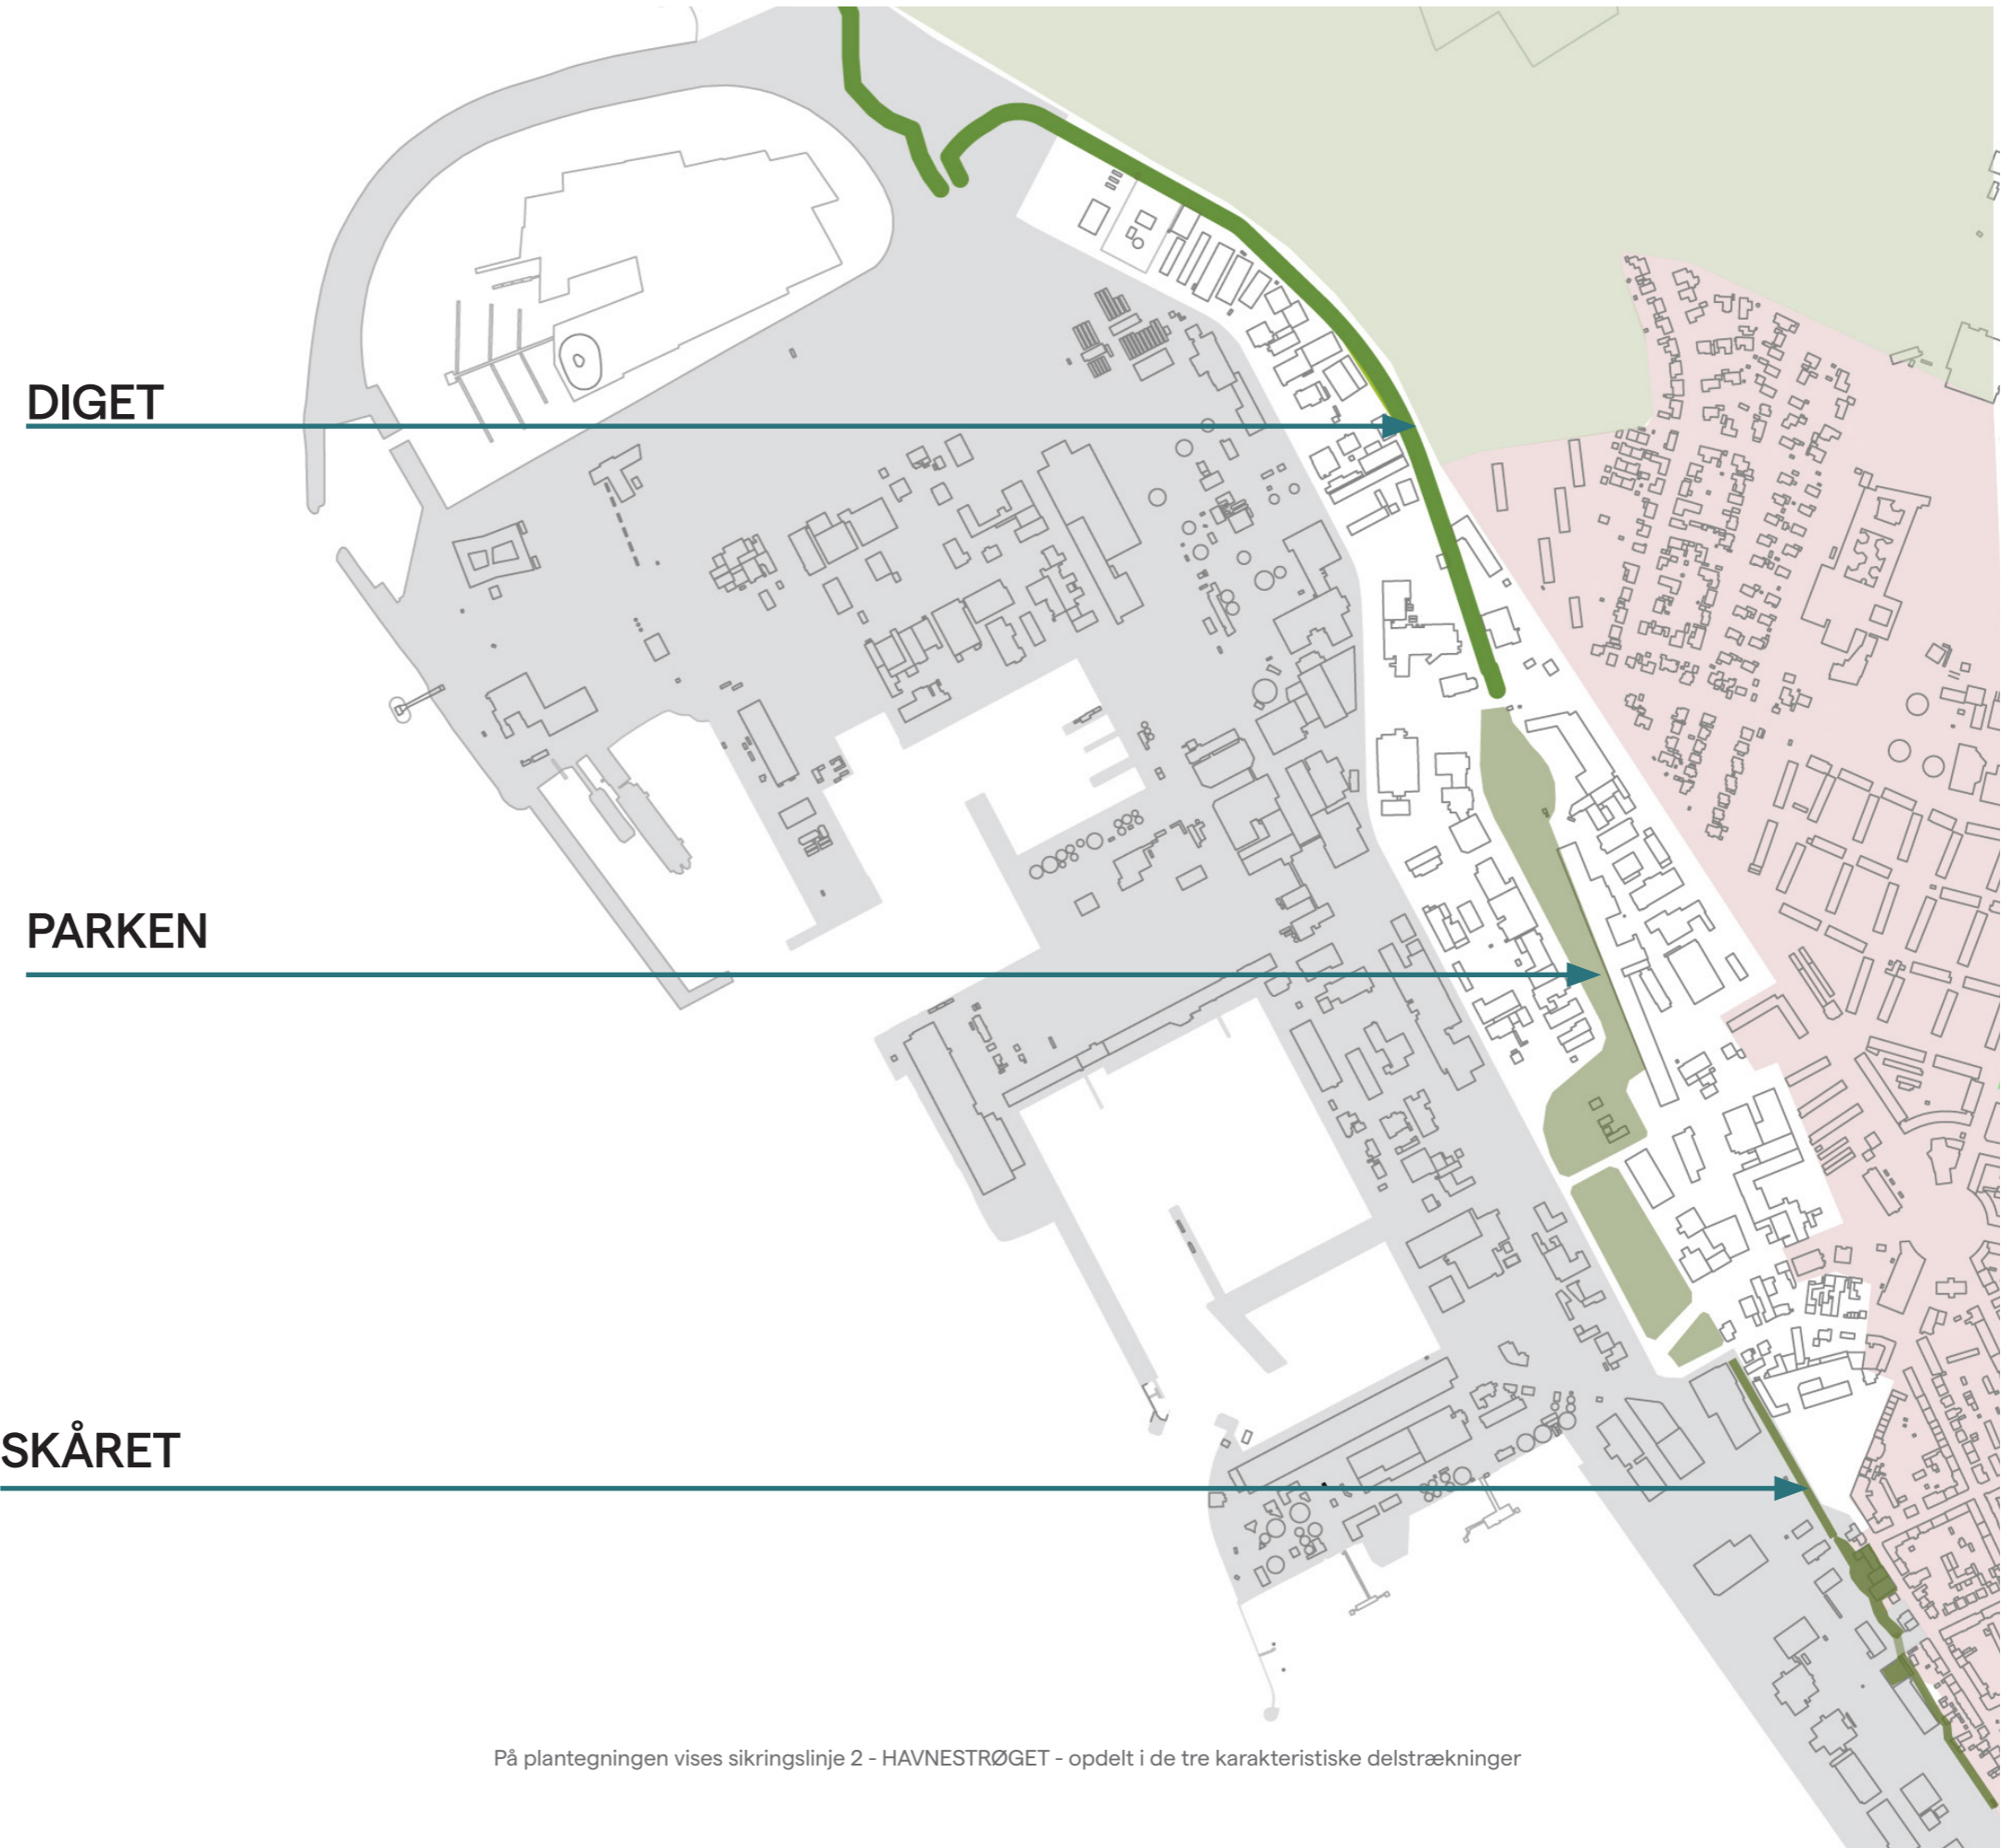 DIGET
PARKEN
SKÅRET
På plantegningen vises sikringslinje 2 - HAVNESTRØGET - opdelt i de tre karakteristiske delstrækninger